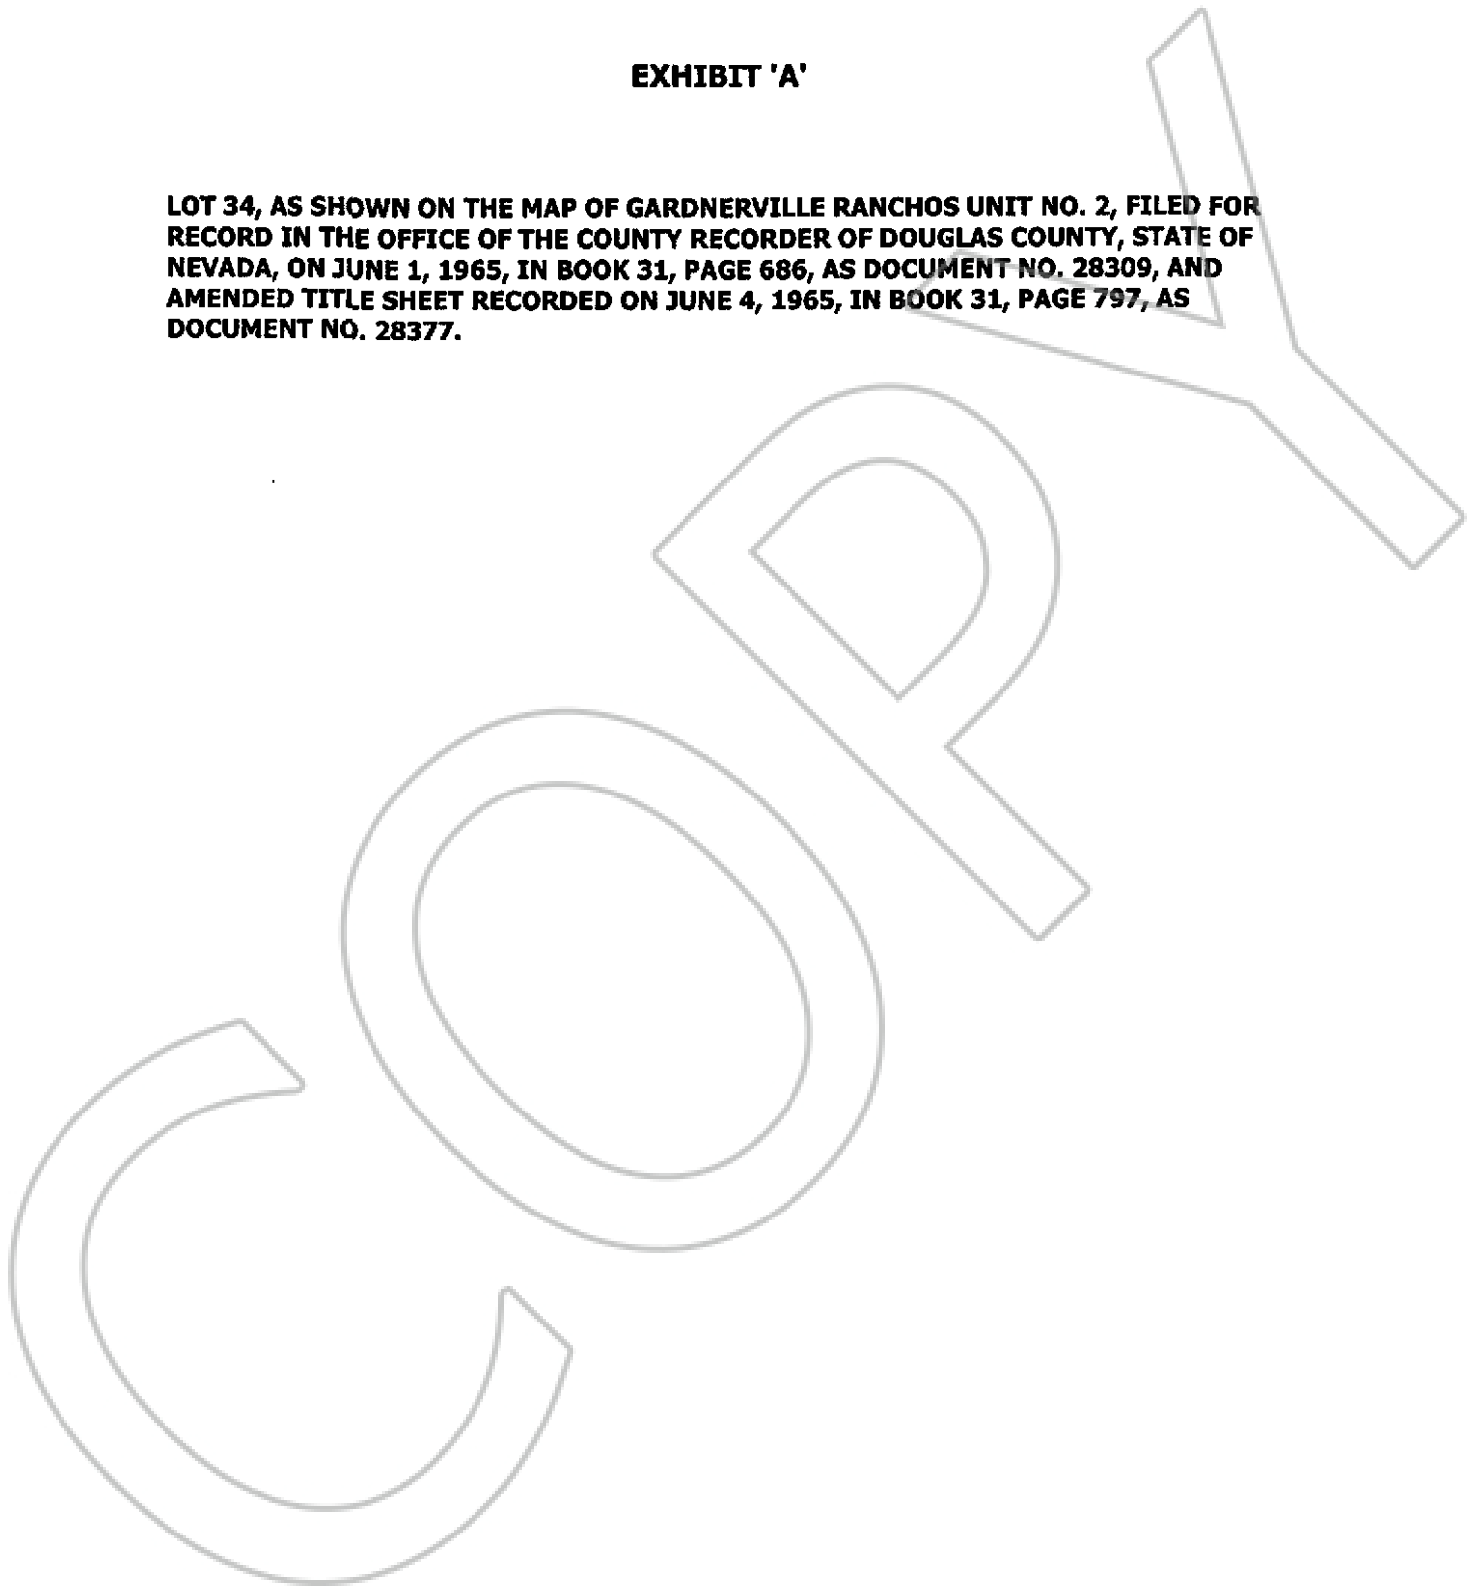 EXHIBIT 'A'
LOT 34, AS SHOWN ON THE MAP OF GARDNERVILLE RANCHOS UNIT NO. 2, FILED FOR
RECORD IN THE OFFICE OF THE COUNTY RECORDER OF DOUGLAS COUNTY, STATE OF
NEVADA, ON JUNE 1, 1965, IN BOOK 31, PAGE 686, AS DOCUMENT NO. 28309, AND
AMENDED TITLE SHEET RECORDED ON JUNE 4, 1965, IN BOOK 31, PAGE 797, AS
DOCUMENT NO. 28377.
COPY